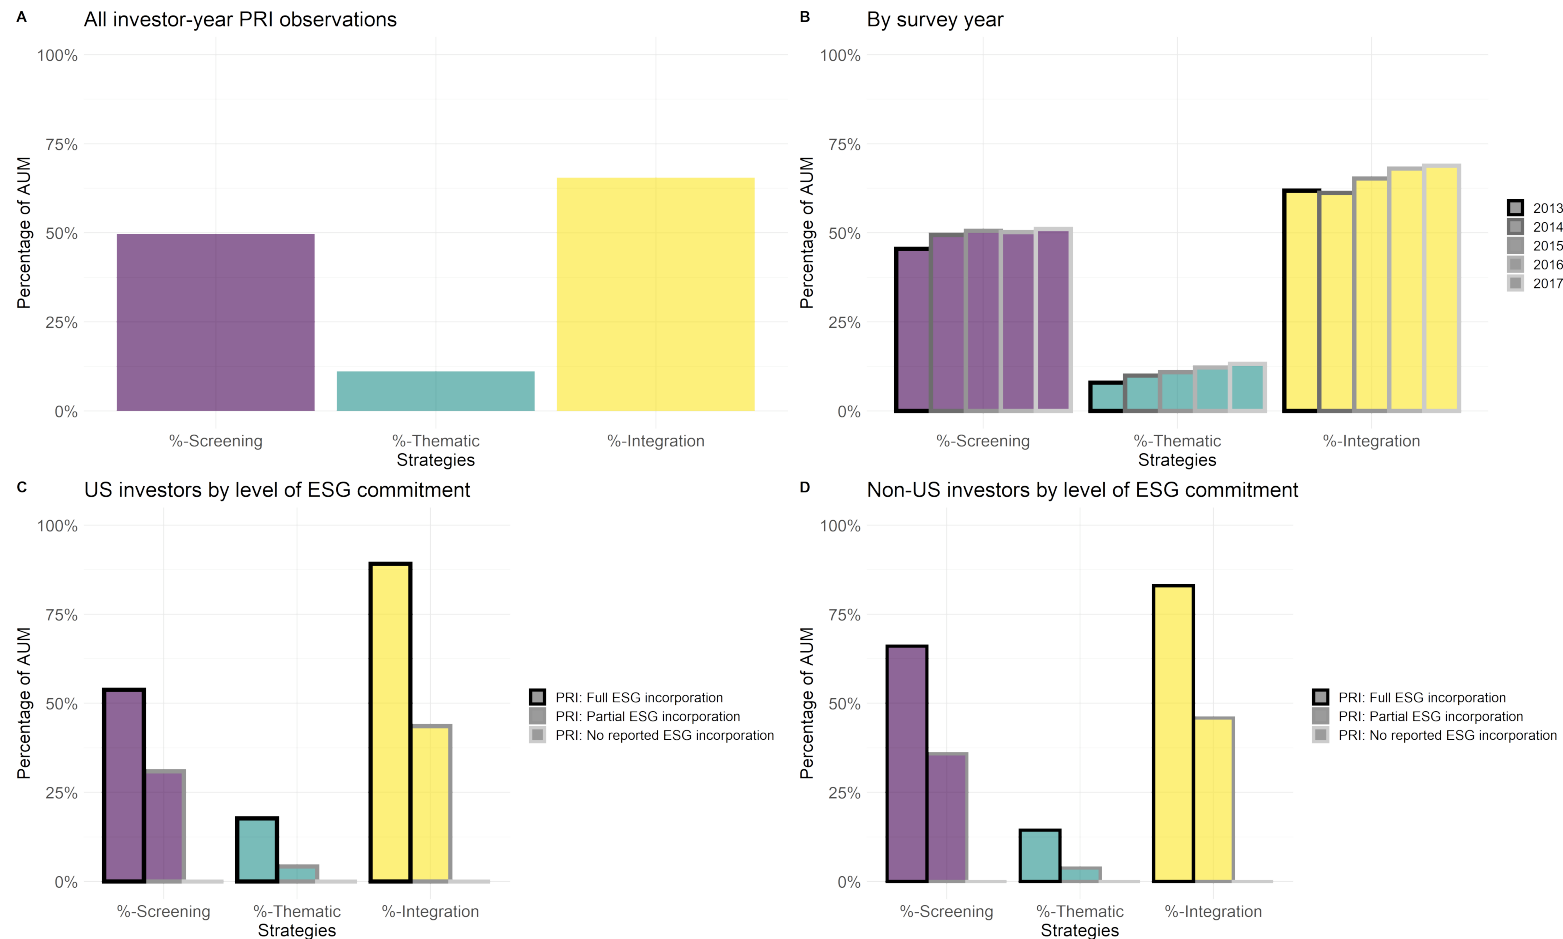 A
All investor-year PRI observations
100%
75%
50%
25%
0%
Percentage of AUM
%-Screening
%-Thematic
%-Integration
Strategies
B
By survey year
100%
75%
50%
25%
0%
Percentage of AUM
%-Screening
%-Thematic
%-Integration
Strategies
2013
2014
2015
2016
2017
C
US investors by level of ESG commitment
100%
75%
50%
25%
0%
Percentage of AUM
%-Screening
%-Thematic
%-Integration
Strategies
PRI: Full ESG incorporation
PRI: Partial ESG incorporation
PRI: No reported ESG incorporation
D
Non-US investors by level of ESG commitment
100%
75%
50%
25%
0%
Percentage of AUM
%-Screening
%-Thematic
%-Integration
Strategies
PRI: Full ESG incorporation
PRI: Partial ESG incorporation
PRI: No reported ESG incorporation